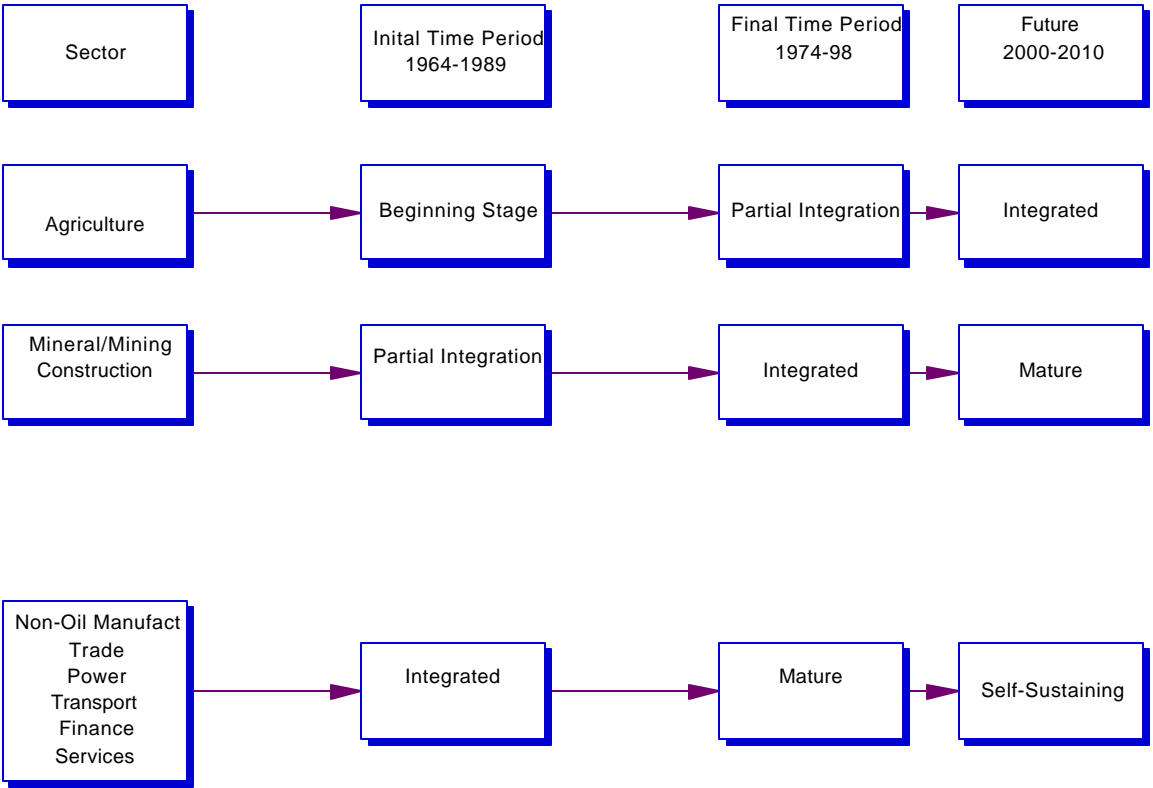 Sector
Inital Time Period
1964-1989
Final Time Period
1974-98
Future
2000-2010
Agriculture
Beginning Stage
Partial Integration
Integrated
Mineral/Mining
Construction
Partial Integration
Integrated
Mature
Non-Oil Manufact
Trade
Power
Transport
Finance
Services
Integrated
Mature
Self-Sustaining